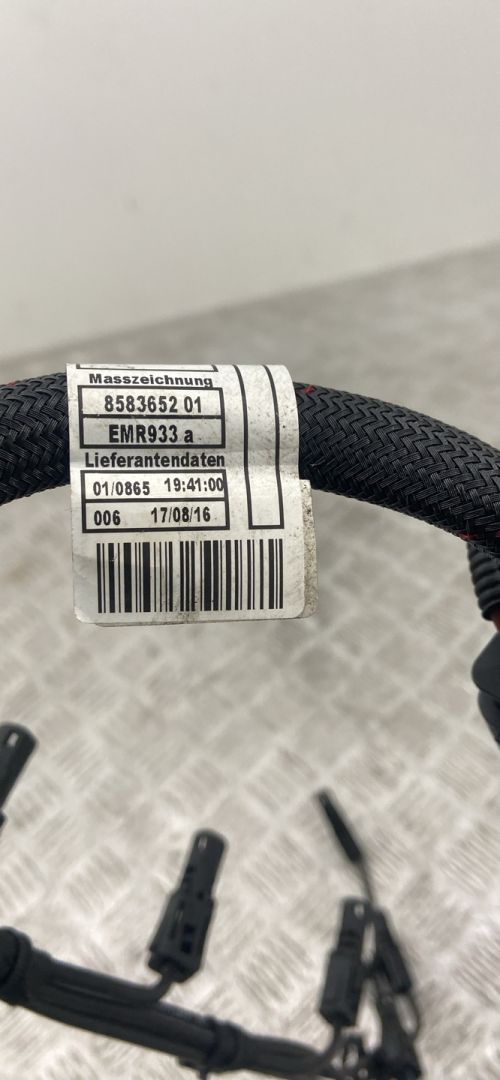 Masszeichnung
8583652 01
EMR933 a
Lieferantendaten
01/0865 19:41:00
006 17/08/16